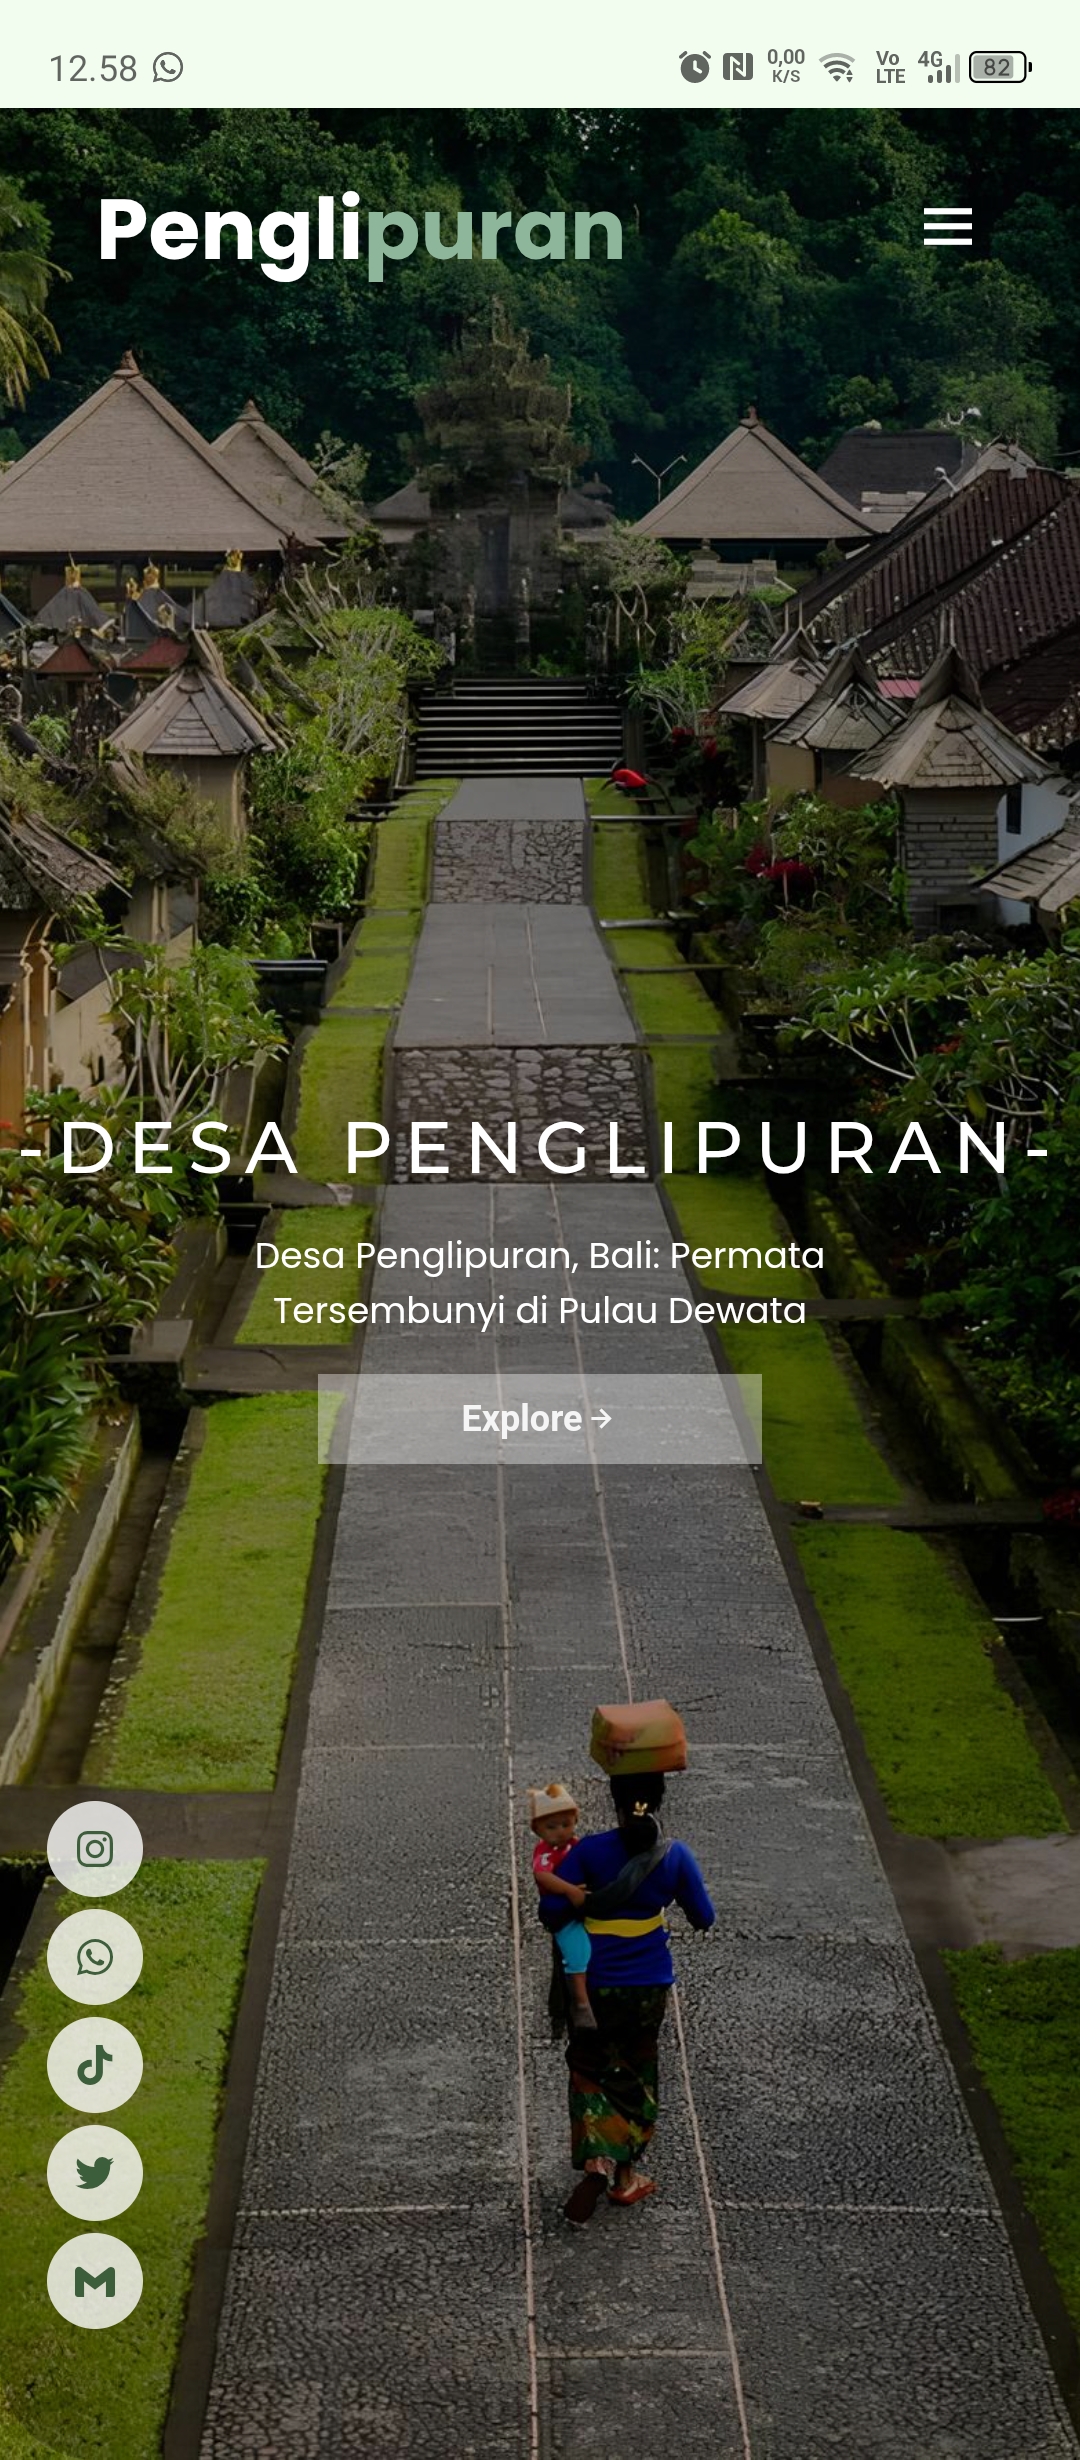 12.58
0,00
K/S
Vo
LTE
4G
82
Penglipuran
-DESA PENGLIPURAN-
Desa Penglipuran, Bali: Permata
Tersembunyi di Pulau Dewata
Explore →